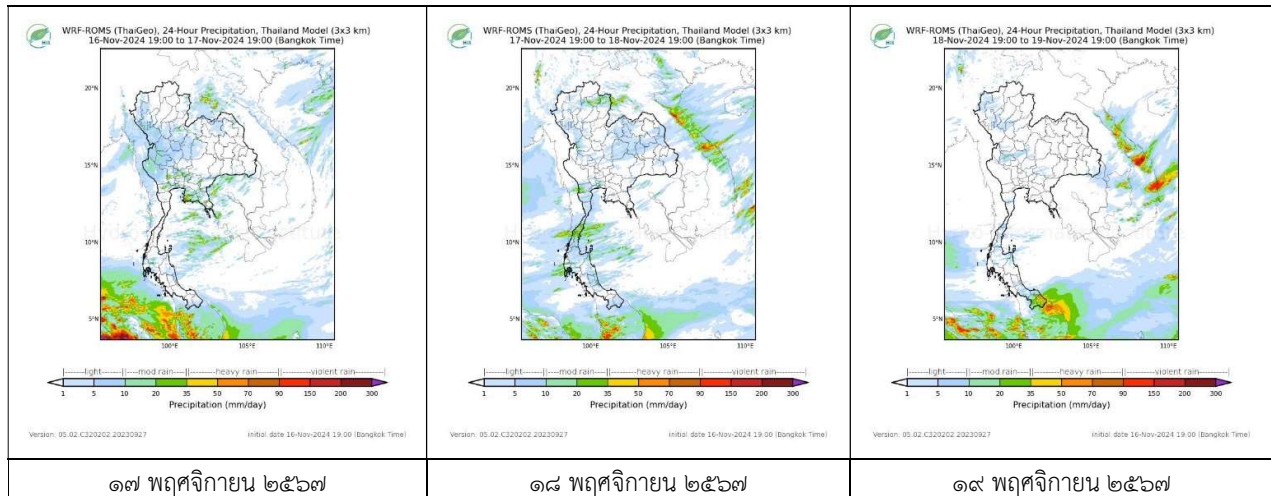 WRF-ROMS (ThaiGeo), 24-Hour Precipitation, Thailand Model (3x3 km)
16-Nov-2024 19:00 to 17-Nov-2024 19:00 (Bangkok Time)
20°N
15°N
10°N
5°N
100°E 105°E 110°E
|--------light--------||----mod rain----||--------heavy rain--------||--------violent rain--------|
1 5 10 20 35 50 70 90 150 200 300
Precipitation (mm/day)
Version: 05.02.C320202.20230927 initial date 16-Nov-2024 19:00 (Bangkok Time)
๑๗ พฤศจิกายน ๒๕๖๗
WRF-ROMS (ThaiGeo), 24-Hour Precipitation, Thailand Model (3x3 km)
17-Nov-2024 19:00 to 18-Nov-2024 19:00 (Bangkok Time)
20°N
15°N
10°N
5°N
100°E 105°E 110°E
|--------light--------||----mod rain----||--------heavy rain--------||--------violent rain--------|
1 5 10 20 35 50 70 90 150 200 300
Precipitation (mm/day)
Version: 05.02.C320202.20230927 initial date 16-Nov-2024 19:00 (Bangkok Time)
๑๘ พฤศจิกายน ๒๕๖๗
WRF-ROMS (ThaiGeo), 24-Hour Precipitation, Thailand Model (3x3 km)
18-Nov-2024 19:00 to 19-Nov-2024 19:00 (Bangkok Time)
20°N
15°N
10°N
5°N
100°E 105°E 110°E
|--------light--------||----mod rain----||--------heavy rain--------||--------violent rain--------|
1 5 10 20 35 50 70 90 150 200 300
Precipitation (mm/day)
Version: 05.02.C320202.20230927 initial date 16-Nov-2024 19:00 (Bangkok Time)
๑๙ พฤศจิกายน ๒๕๖๗